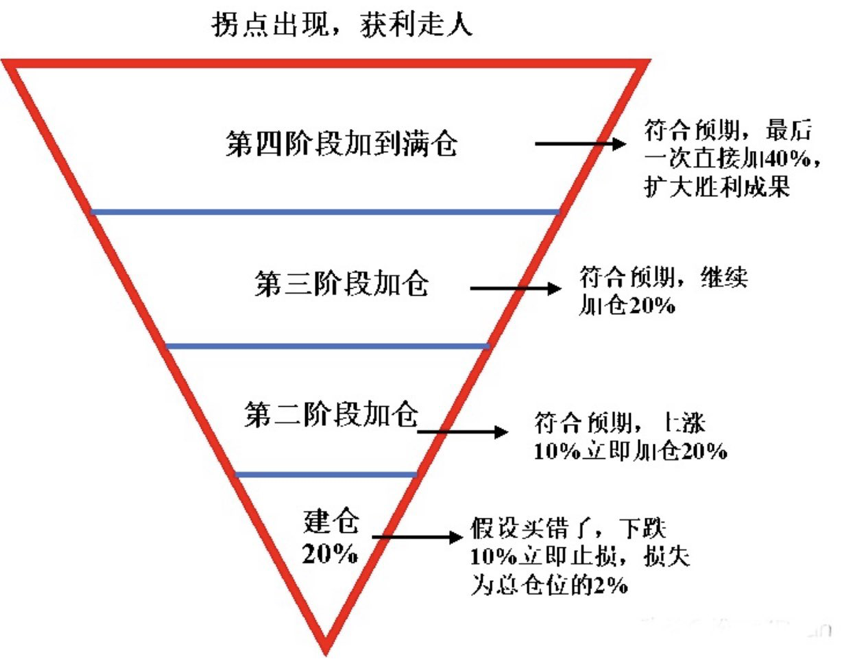 拐点出现，获利走人
第四阶段加到满仓
符合预期，最后
一次直接加40%，
扩大胜利成果
第三阶段加仓
符合预期，继续
加仓20%
第二阶段加仓
符合预期，上涨
10%立即加仓20%
建仓
20%
假设买错了，下跌
10%立即止损，损失
为总仓位的2%